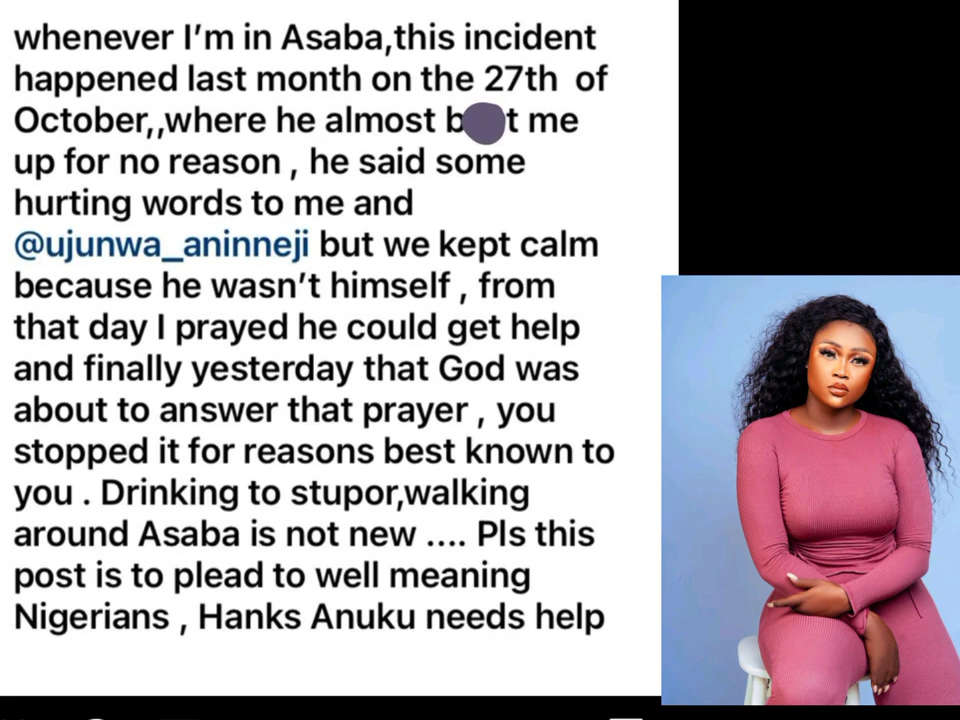 whenever I’m in Asaba,this incident
happened last month on the 27th of
October,,where he almost b t me
up for no reason , he said some
hurting words to me and
@ujunwa_aninneji but we kept calm
because he wasn’t himself , from
that day I prayed he could get help
and finally yesterday that God was
about to answer that prayer , you
stopped it for reasons best known to
you . Drinking to stupor,walking
around Asaba is not new .... Pls this
post is to plead to well meaning
Nigerians , Hanks Anuku needs help